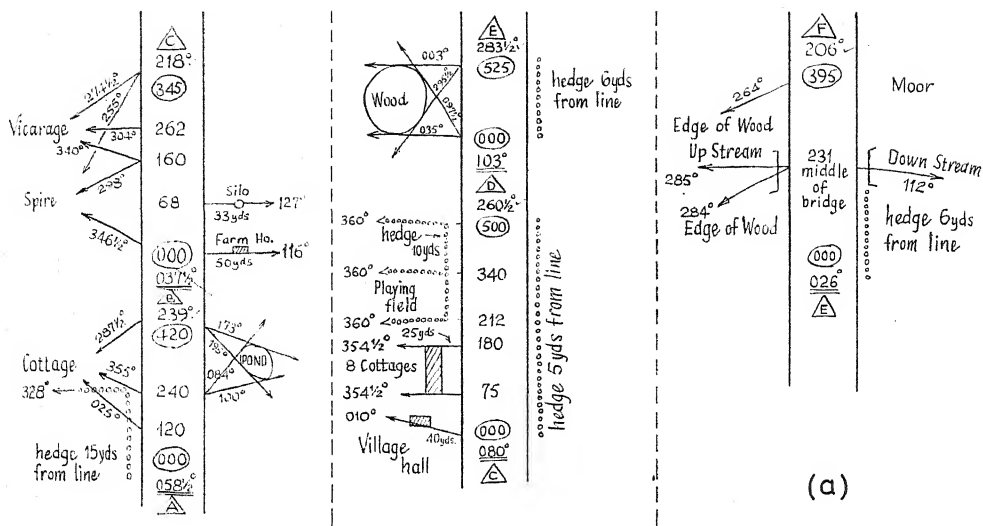 C
218°
345
274½°
255°
Vicarage
304°
262
340°
160
298°
Spire
68
Silo
33yds
127°
346½°
000
Farm Ho.
50yds
116°
037½°
B
239°
420
287½°
173°
195°
POND
084°
100°
Cottage
355°
328°
025°
240
120
hedge 15yds
from line
000
058½°
A
E
283½°
525
003°
295½°
097½°
Wood
035°
hedge 6yds
from line
000
103°
D
260½°
500
360°
hedge
10yds
360°
340
Playing
field
360°
212
25yds
354½°
180
8 Cottages
354½°
75
010°
40yds.
000
Village
hall
080°
C
hedge 5yds from line
F
206°
395
264°
Moor
Edge of Wood
Up Stream
285°
231
middle
of
bridge
Down Stream
112°
284°
Edge of Wood
hedge 6yds
from line
000
026°
E
(a)